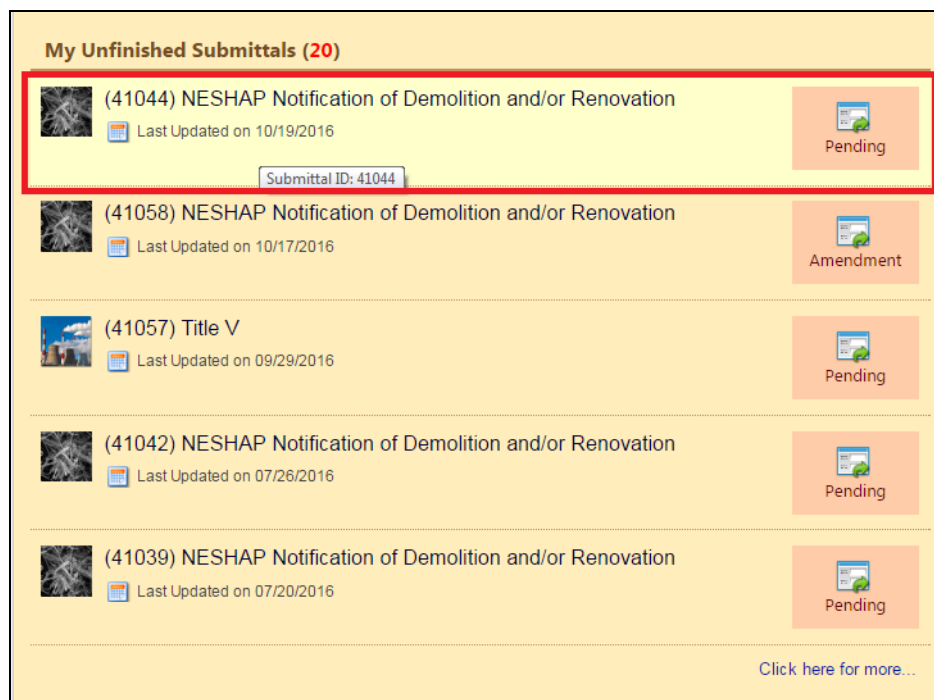 My Unfinished Submittals (20)
(41044) NESHAP Notification of Demolition and/or Renovation
Last Updated on 10/19/2016
Pending
Submittal ID: 41044
(41058) NESHAP Notification of Demolition and/or Renovation
Last Updated on 10/17/2016
Amendment
(41057) Title V
Last Updated on 09/29/2016
Pending
(41042) NESHAP Notification of Demolition and/or Renovation
Last Updated on 07/26/2016
Pending
(41039) NESHAP Notification of Demolition and/or Renovation
Last Updated on 07/20/2016
Pending
Click here for more...